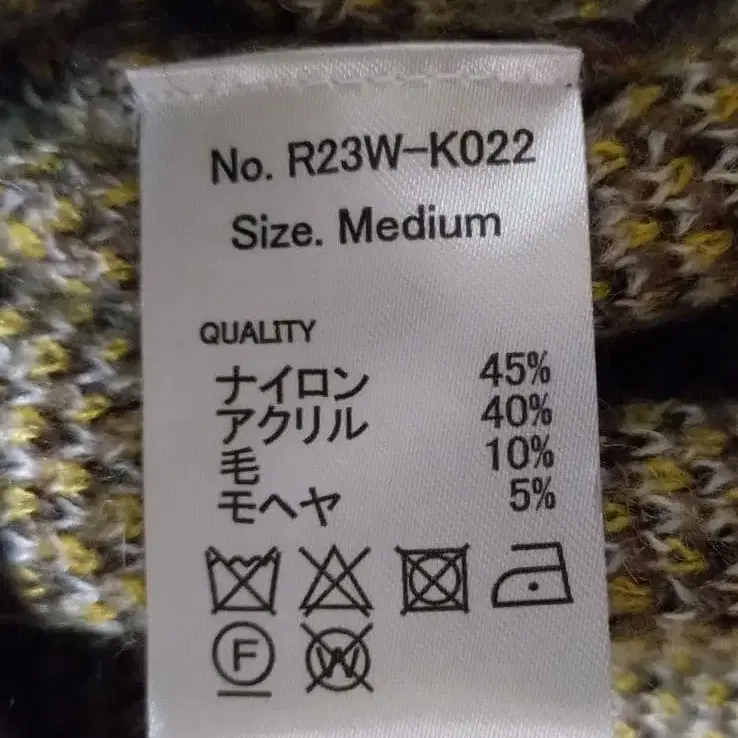 No. R23W-K022
Size. Medium
QUALITY
ナイロン 45%
アクリル 40%
毛 10%
モヘヤ 5%
F W